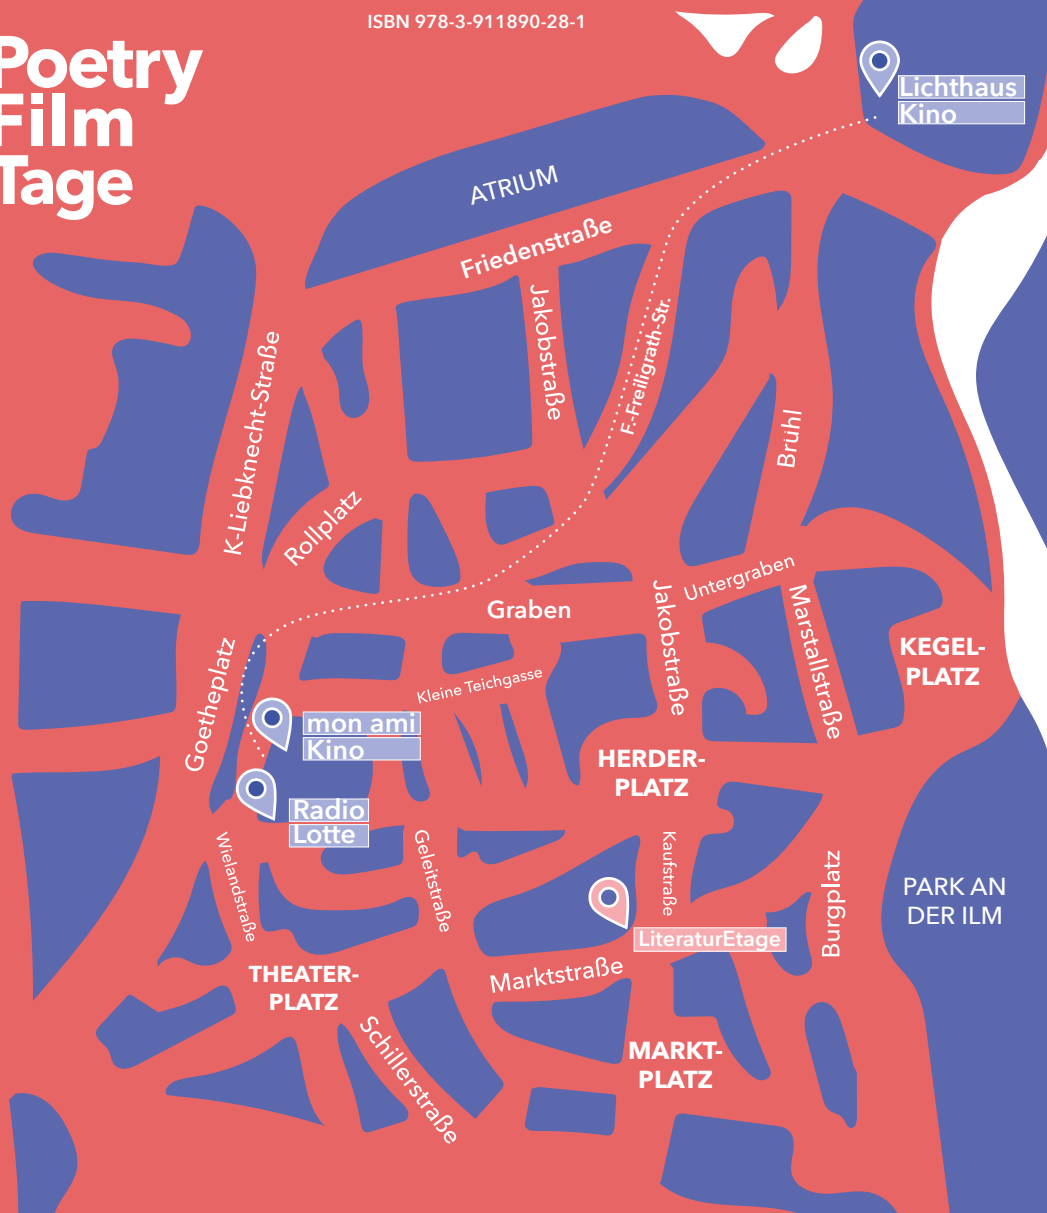 ISBN 978-3-911890-28-1
Poetry
Film
Tage
Lichthaus
Kino
ATRIUM
Friedenstraße
Jakobstraße
F.-Freiligrath-Str.
K-Liebknecht-Straße
Brühl
Rollplatz
Untergraben
Graben
Jakobstraße
Marstallstraße
KEGEL-
PLATZ
Goetheplatz
Kleine Teichgasse
mon ami
Kino
HERDER-
PLATZ
Radio
Lotte
Wielandstraße
Geleitstraße
Kaufstraße
Burgplatz
PARK AN
DER ILM
LiteraturEtage
Marktstraße
THEATER-
PLATZ
Schillerstraße
MARKT-
PLATZ